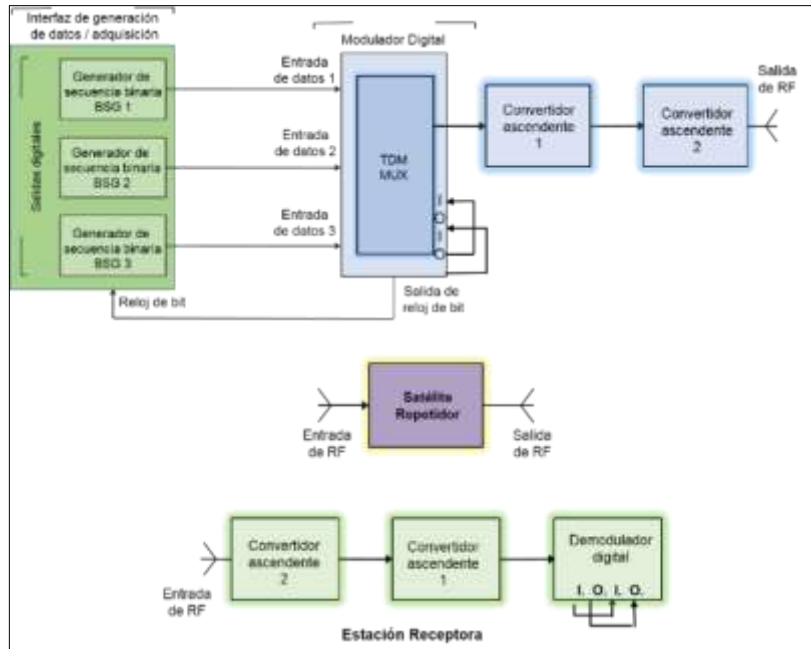 Interfaz de generación
de datos / adquisición
Salidas digitales
Generador de
secuencia binaria
BSG 1
Generador de
secuencia binaria
BSG 2
Generador de
secuencia binaria
BSG 3
Entrada
de datos 1
Entrada
de datos 2
Entrada
de datos 3
Reloj de bit
Modulador Digital
TDM
MUX
I
O
I
O
Salida de
reloj de bit
Convertidor
ascendente
1
Convertidor
ascendente
2
Salida
de RF
Entrada
de RF
Satélite
Repetidor
Salida
de RF
Entrada
de RF
Convertidor
ascendente
2
Convertidor
ascendente
1
Demodulador
digital
I. O. I. O.
Estación Receptora